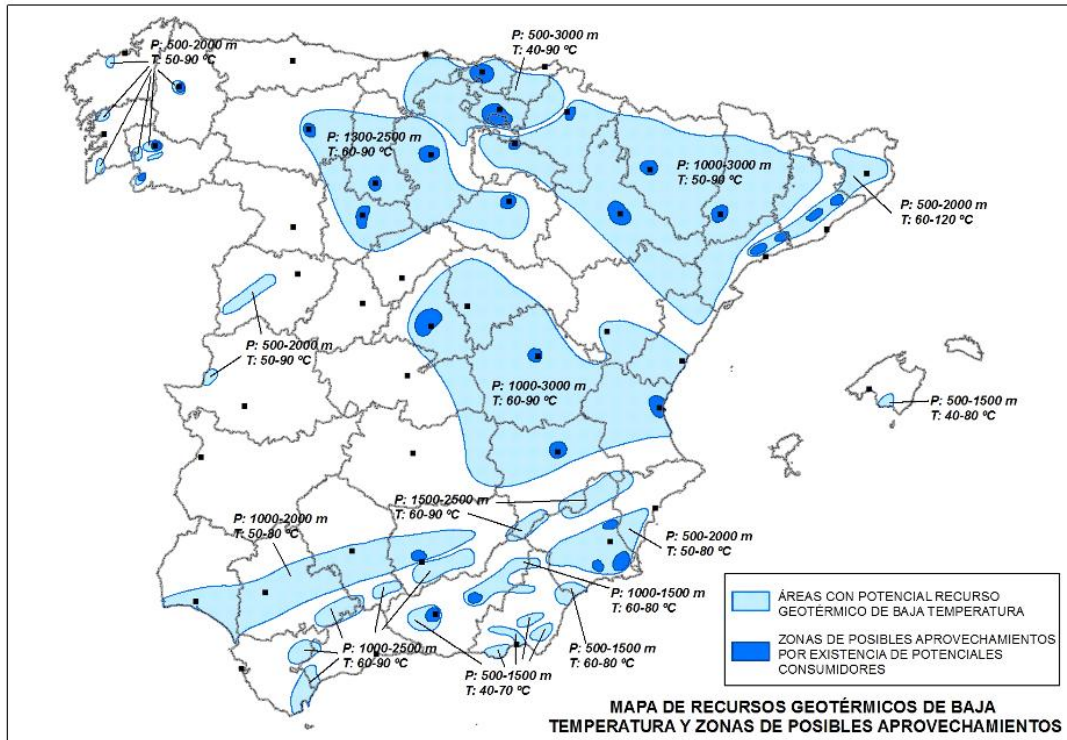 P: 500-2000 m
T: 50-90 ºC
P: 500-3000 m
T: 40-90 ºC
P: 1300-2500 m
T: 60-90 ºC
P: 1000-3000 m
T: 50-90 ºC
P: 500-2000 m
T: 60-120 ºC
P: 500-2000 m
T: 50-90 ºC
P: 1000-3000 m
T: 60-90 ºC
P: 500-1500 m
T: 40-80 ºC
P: 1500-2500 m
T: 60-90 ºC
P: 1000-2000 m
T: 50-80 ºC
P: 500-2000 m
T: 50-80 ºC
P: 1000-1500 m
T: 60-80 ºC
P: 1000-2500 m
T: 60-90 ºC
P: 500-1500 m
T: 60-80 ºC
P: 500-1500 m
T: 40-70 ºC
ÁREAS CON POTENCIAL RECURSO
GEOTÉRMICO DE BAJA TEMPERATURA
ZONAS DE POSIBLES APROVECHAMIENTOS
POR EXISTENCIA DE POTENCIALES
CONSUMIDORES
MAPA DE RECURSOS GEOTÉRMICOS DE BAJA
TEMPERATURA Y ZONAS DE POSIBLES APROVECHAMIENTOS